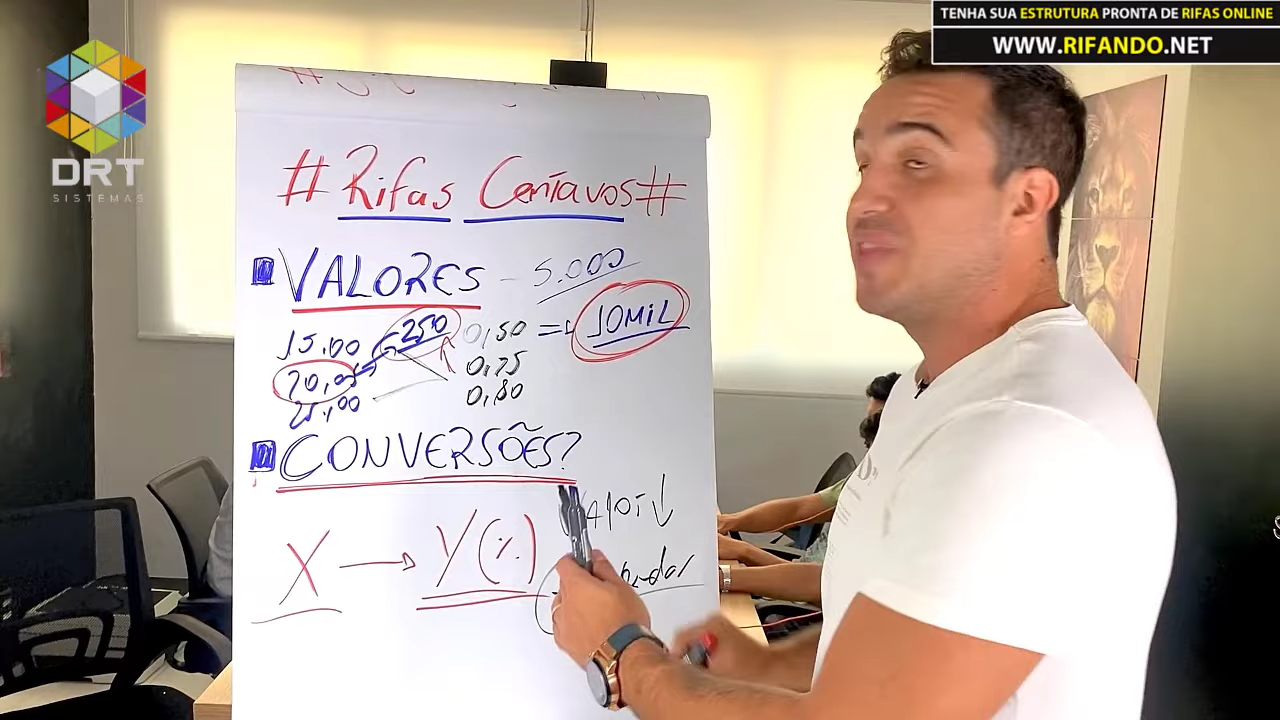 TENHA SUA ESTRUTURA PRONTA DE RIFAS ONLINE
WWW.RIFANDO.NET
DRT
SISTEMAS
#Rifas Centavos#
VALORES - 5.000
15,00 250 0,50 = 10MIL
20,00 0,75
25,00 0,80
CONVERSÕES?
X → Y(%)